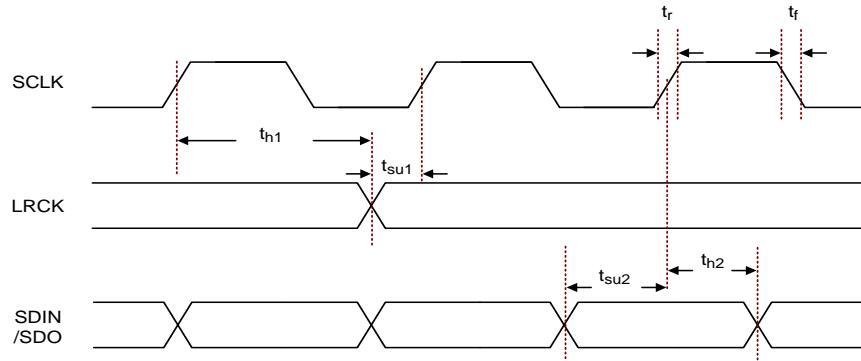 tr
tf
SCLK
th1
tsu1
LRCK
tsu2
th2
SDIN
/SDO